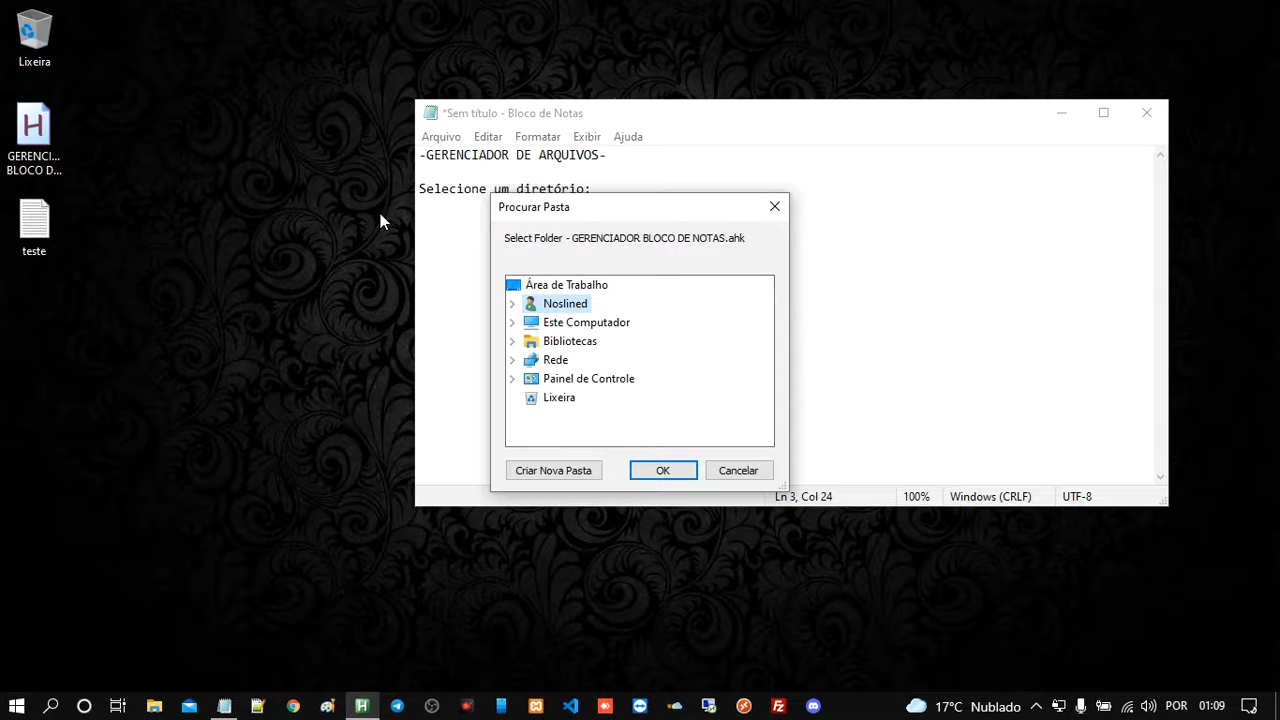 Lixeira
GERENCI...
BLOCO D...
teste
*Sem título - Bloco de Notas
Arquivo Editar Formatar Exibir Ajuda
-GERENCIADOR DE ARQUIVOS-
Selecione um diretório:
Procurar Pasta
Select Folder - GERENCIADOR BLOCO DE NOTAS.ahk
Área de Trabalho
Noslined
Este Computador
Bibliotecas
Rede
Painel de Controle
Lixeira
Criar Nova Pasta OK Cancelar
Ln 3, Col 24 100% Windows (CRLF) UTF-8
17°C Nublado POR 01:09